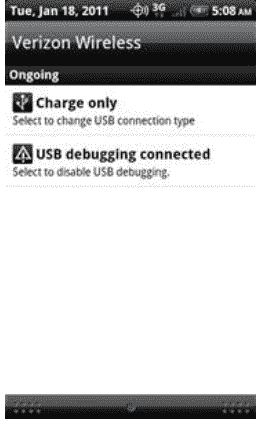 Tue, Jan 18, 2011 3G 5:08 AM
Verizon Wireless
Ongoing
Charge only
Select to change USB connection type
USB debugging connected
Select to disable USB debugging.